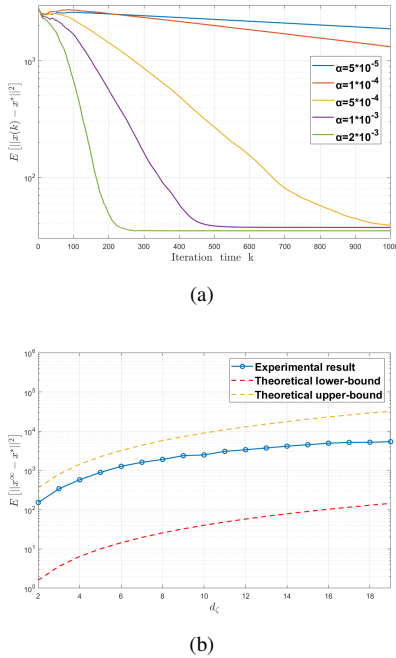 10^3
10^2
E [||x(k) − x*||^2]
α=5*10^-5
α=1*10^-4
α=5*10^-4
α=1*10^-3
α=2*10^-3
0 100 200 300 400 500 600 700 800 900 1000
Iteration time k
(a)
10^6
10^5
10^4
10^3
10^2
10^1
10^0
E [||x^∞ − x*||^2]
Experimental result
Theoretical lower-bound
Theoretical upper-bound
2 4 6 8 10 12 14 16 18
d_ζ
(b)